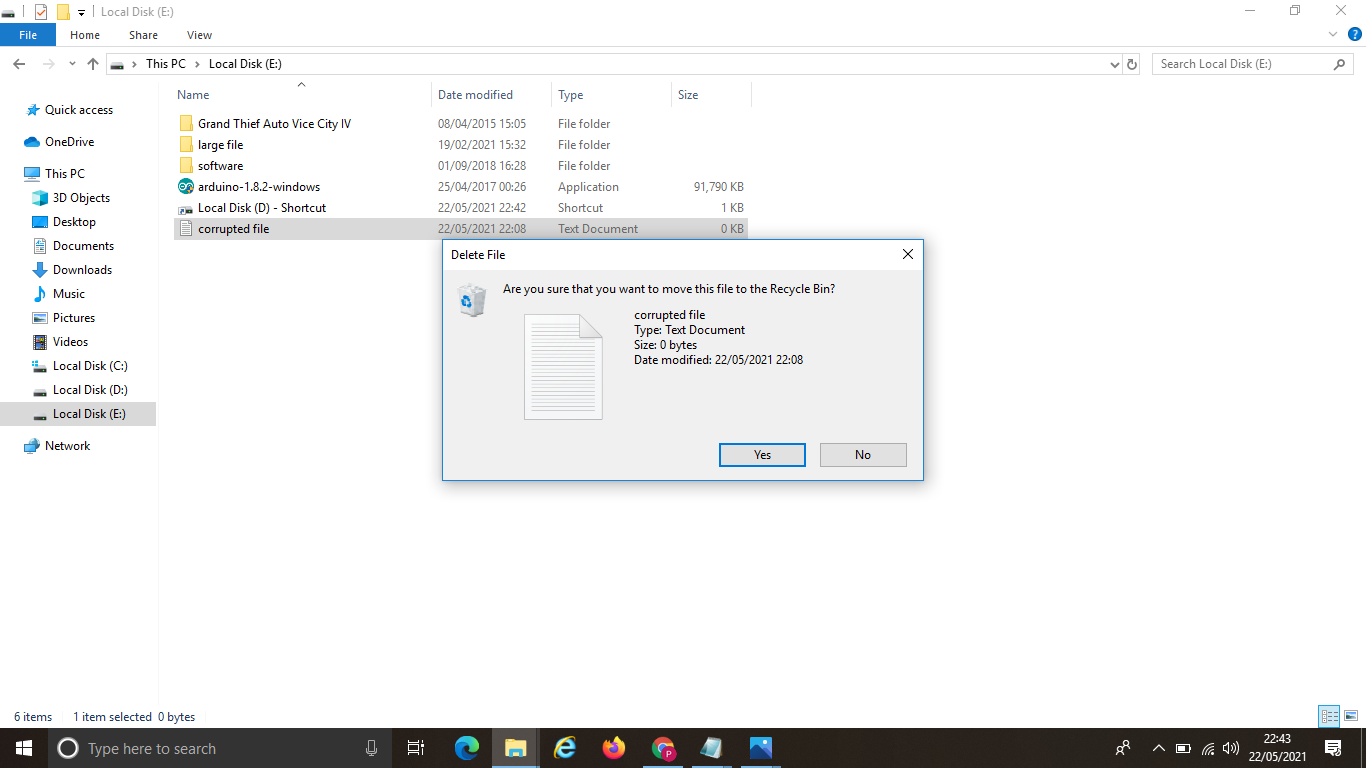 Local Disk (E:)
File Home Share View
This PC Local Disk (E:) Search Local Disk (E:)
Name Date modified Type Size
Quick access
OneDrive
This PC
3D Objects
Desktop
Documents
Downloads
Music
Pictures
Videos
Local Disk (C:)
Local Disk (D:)
Local Disk (E:)
Network
Grand Thief Auto Vice City IV 08/04/2015 15:05 File folder
large file 19/02/2021 15:32 File folder
software 01/09/2018 16:28 File folder
arduino-1.8.2-windows 25/04/2017 00:26 Application 91,790 KB
Local Disk (D) - Shortcut 22/05/2021 22:42 Shortcut 1 KB
corrupted file 22/05/2021 22:08 Text Document 0 KB
Delete File
Are you sure that you want to move this file to the Recycle Bin?
corrupted file
Type: Text Document
Size: 0 bytes
Date modified: 22/05/2021 22:08
Yes No
6 items 1 item selected 0 bytes
Type here to search
P
22:43
22/05/2021